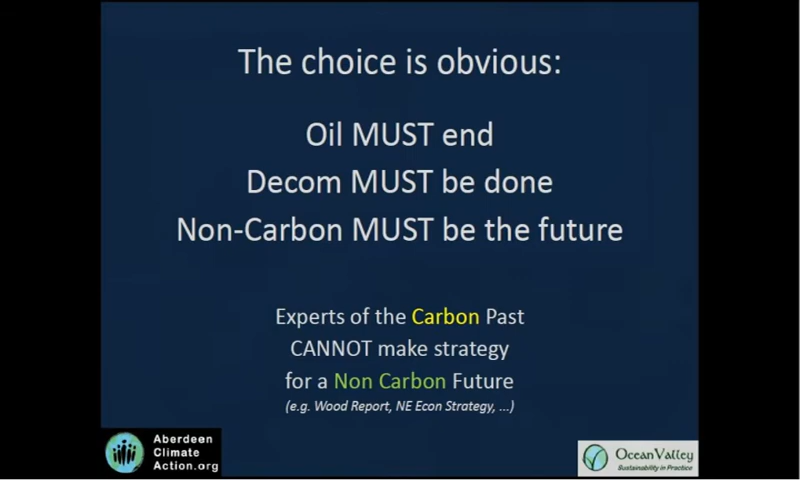 The choice is obvious:
Oil MUST end
Decom MUST be done
Non-Carbon MUST be the future
Experts of the Carbon Past
CANNOT make strategy
for a Non Carbon Future
(e.g. Wood Report, NE Econ Strategy, ...)
Aberdeen
Climate
Action.org
OceanValley
Sustainability in Practice